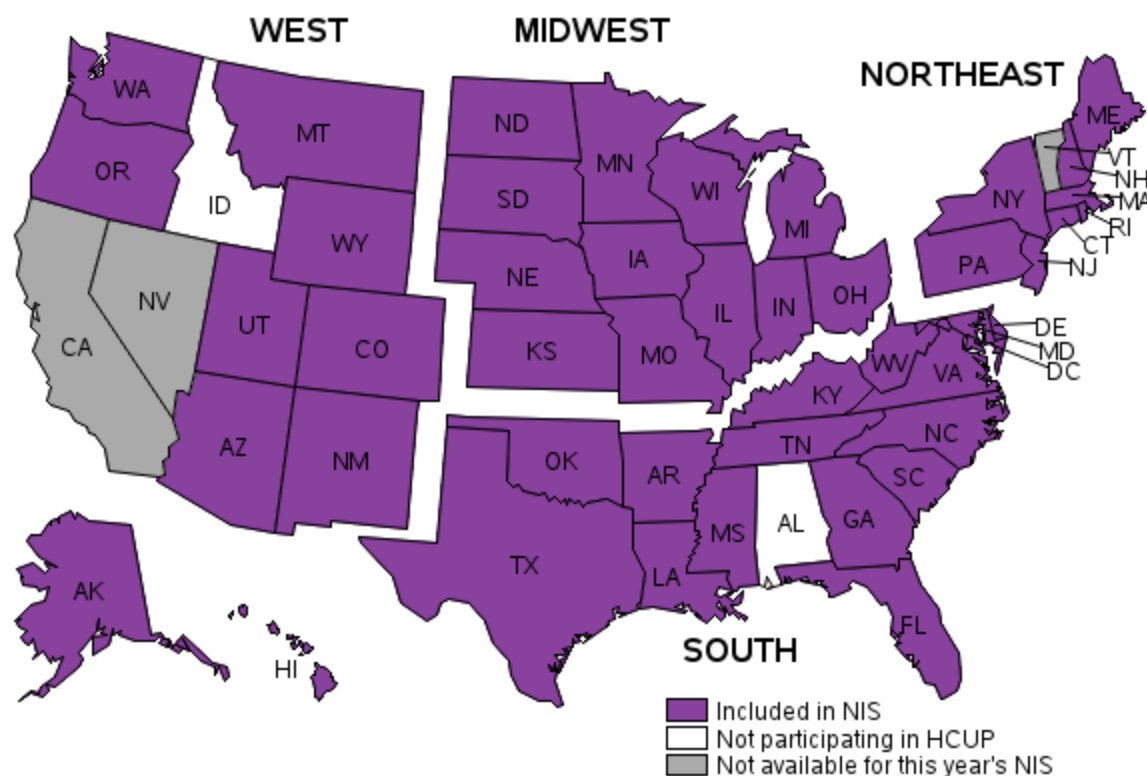 WEST
MIDWEST
NORTHEAST
WA
MT
ND
MN
ME
OR
ID
SD
WI
VT
NH
NY
MA
WY
MI
RI
CT
IA
NE
PA
NJ
NV
UT
CO
CA
KS
MO
IL
IN
OH
DE
MD
DC
WV
VA
KY
AZ
NM
OK
AR
TN
NC
SC
MS
AL
GA
TX
LA
AK
FL
HI
SOUTH
Included in NIS
Not participating in HCUP
Not available for this year's NIS